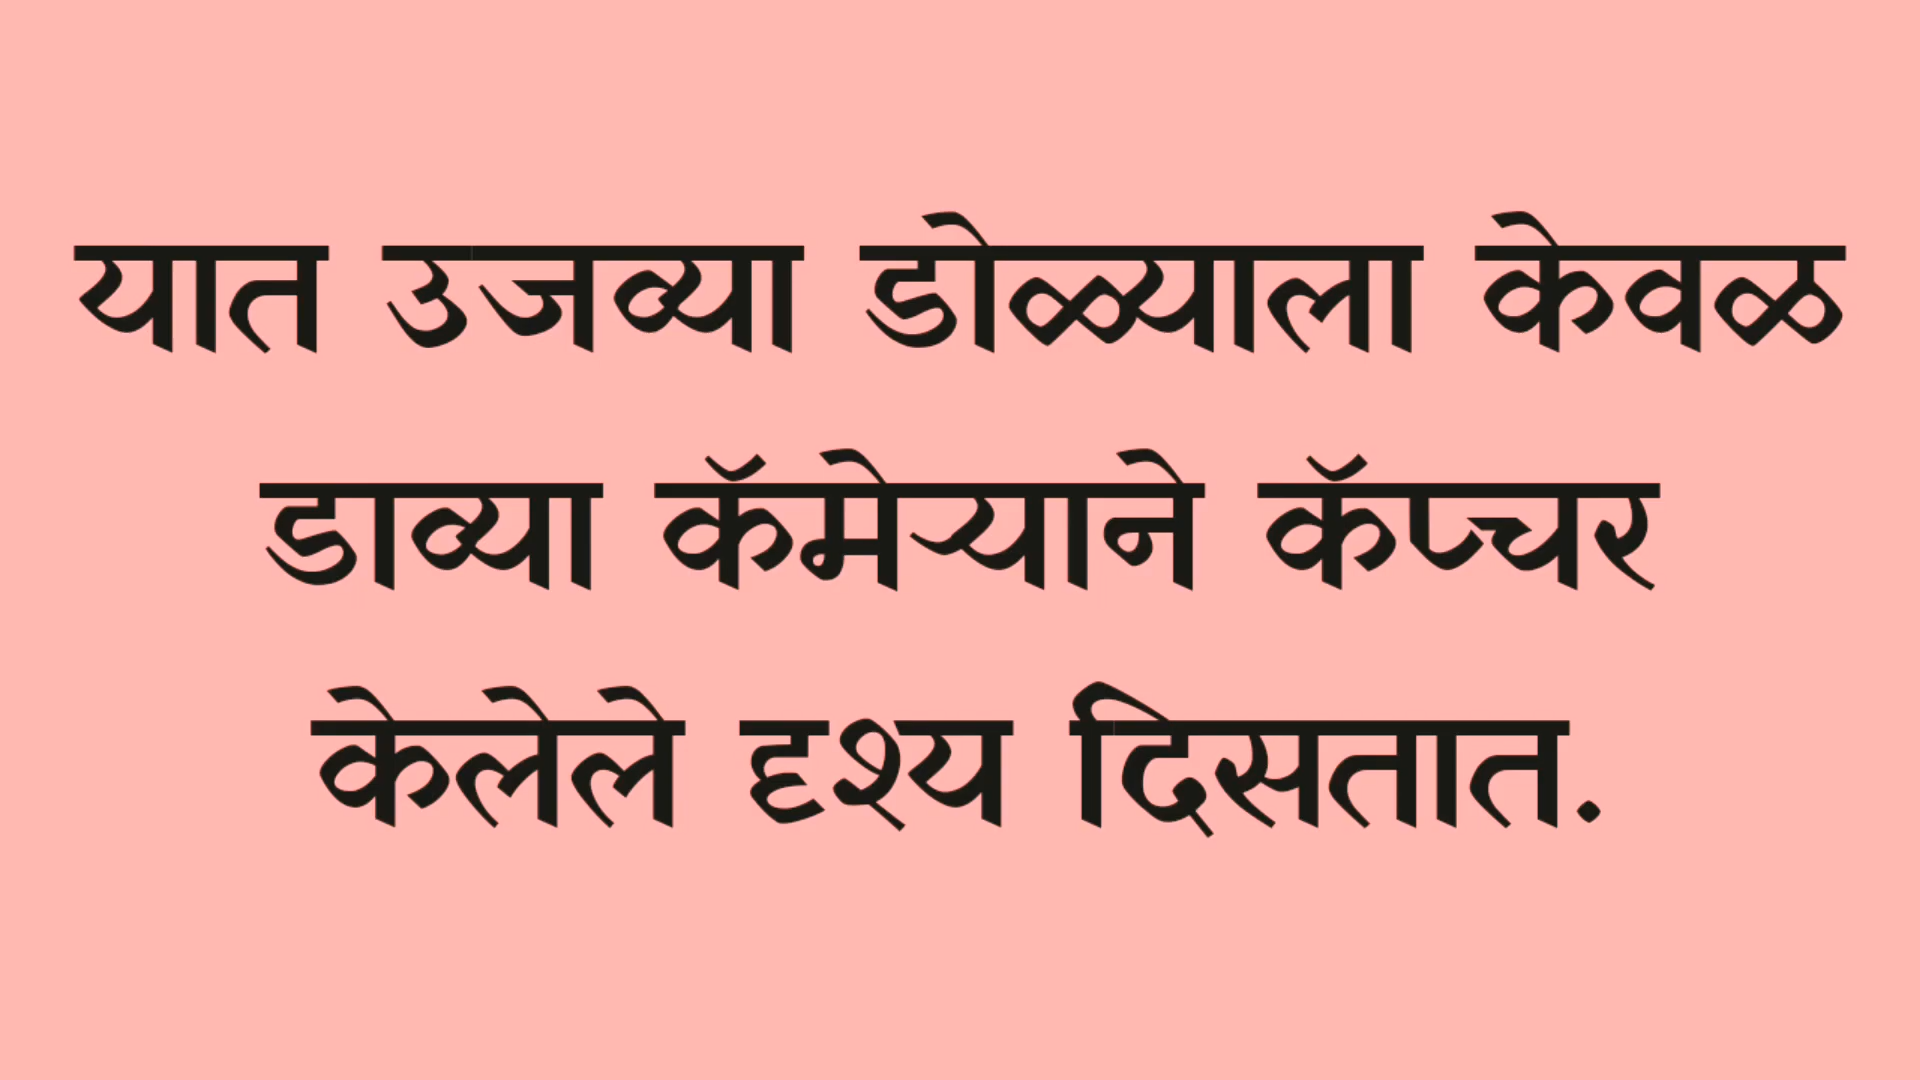 यात उजव्या डोळ्याला केवळ
डाव्या कॅमेऱ्याने कॅप्चर
केलेले दृश्य दिसतात.